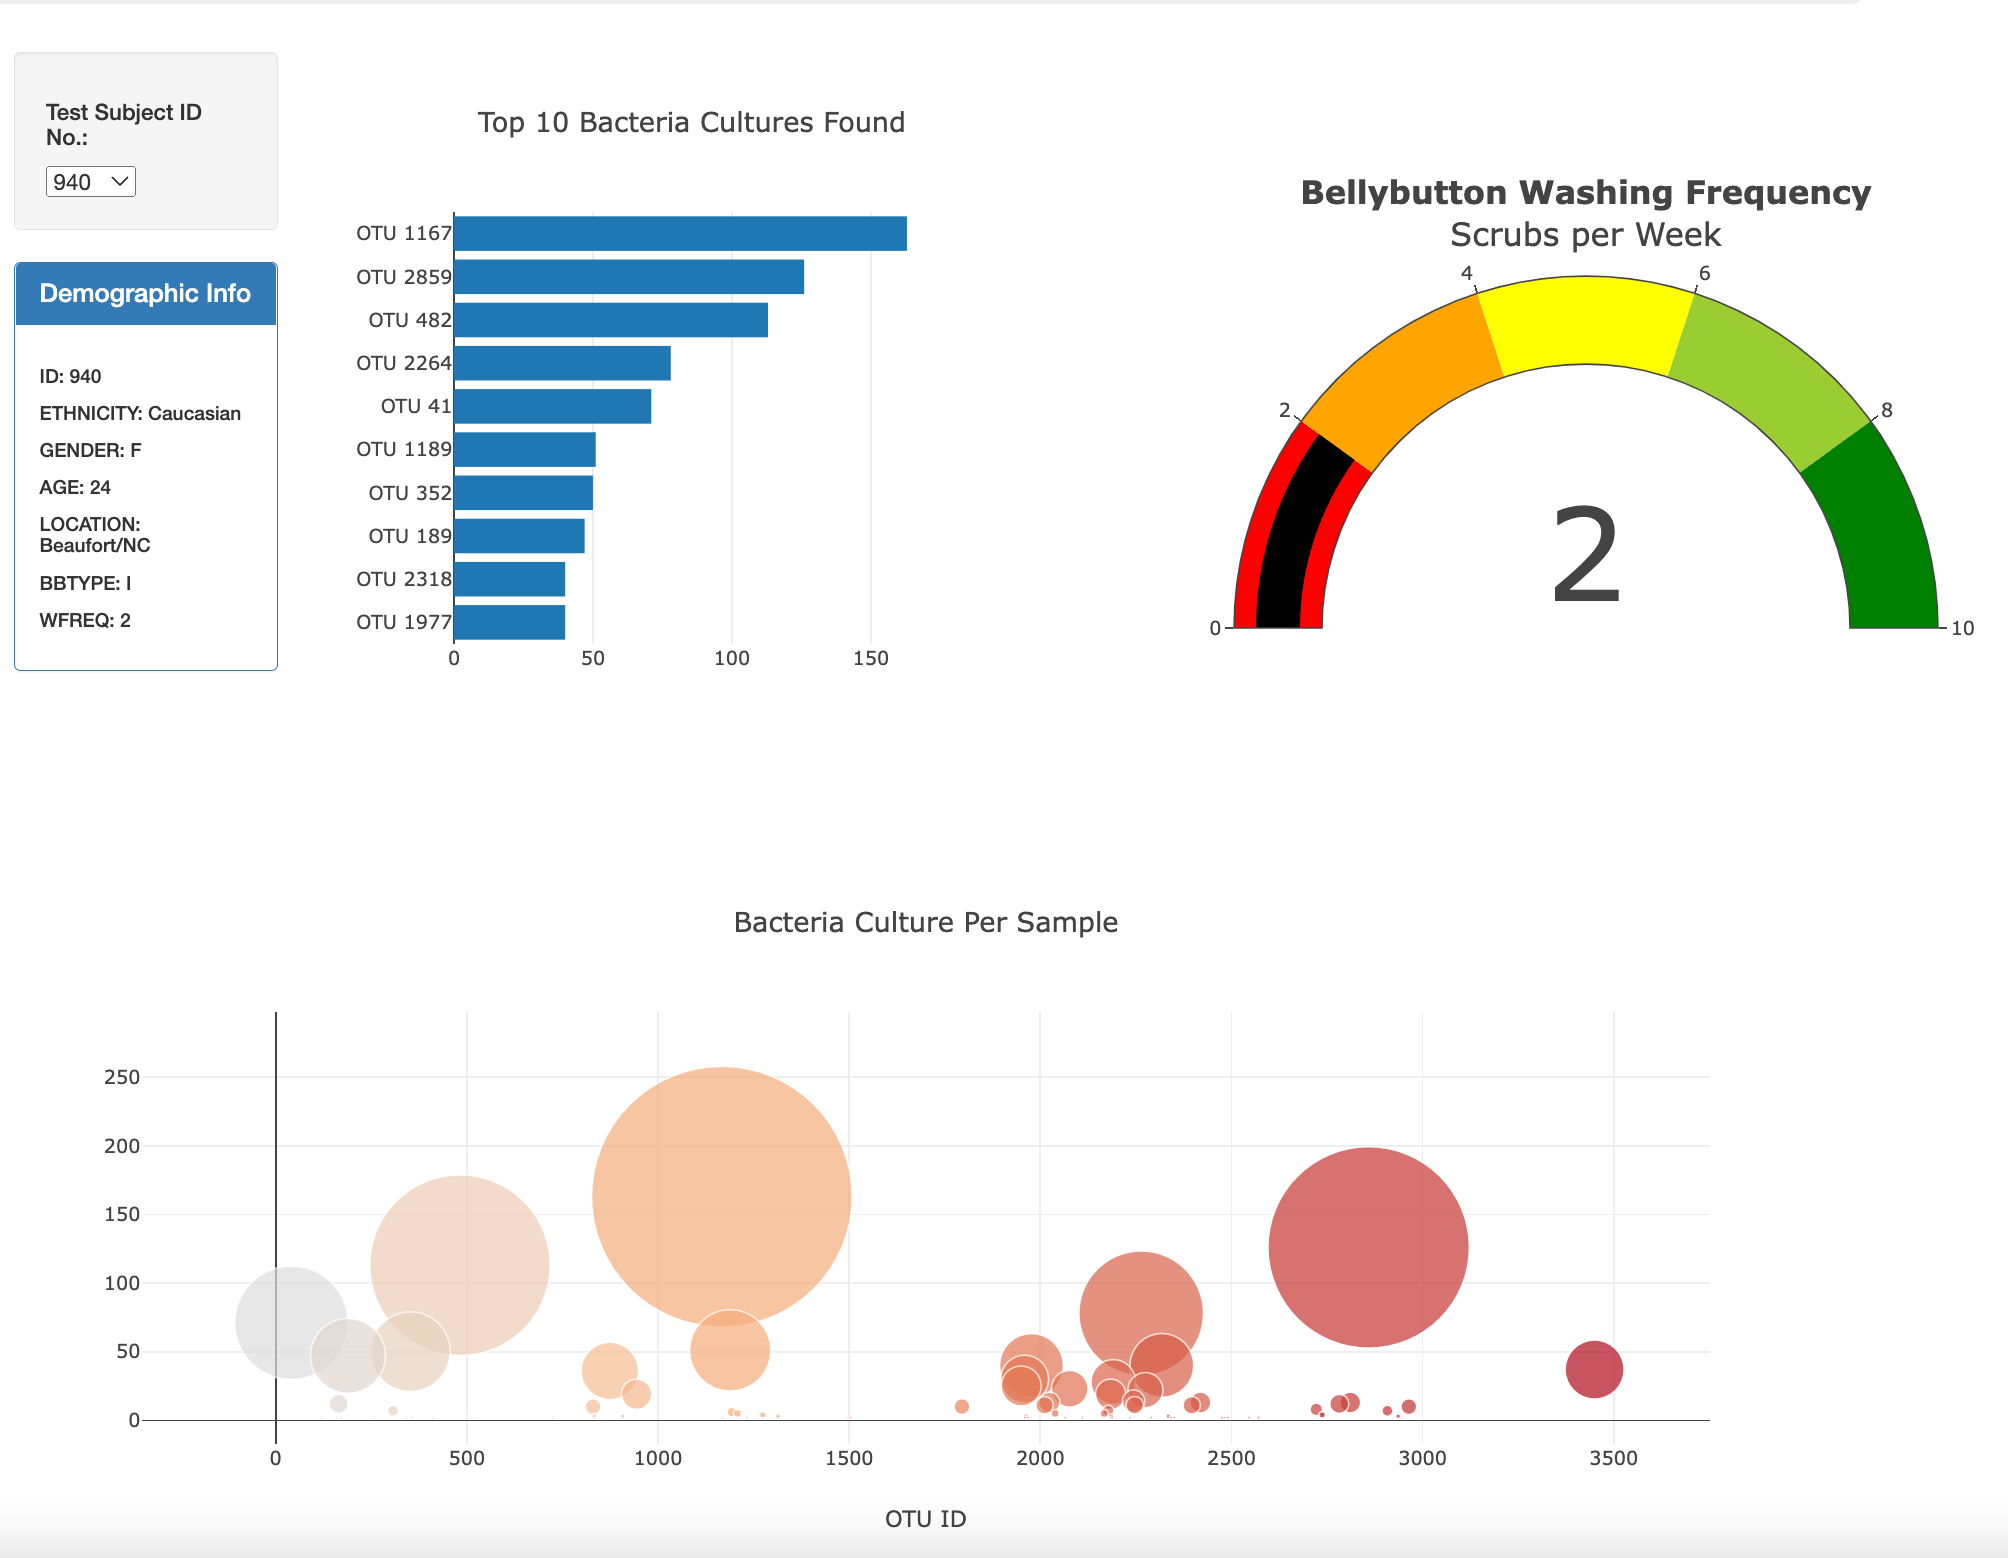 Test Subject ID
No.:
940
Demographic Info
ID: 940
ETHNICITY: Caucasian
GENDER: F
AGE: 24
LOCATION:
Beaufort/NC
BBTYPE: I
WFREQ: 2
Top 10 Bacteria Cultures Found
OTU 1167
OTU 2859
OTU 482
OTU 2264
OTU 41
OTU 1189
OTU 352
OTU 189
OTU 2318
OTU 1977
0 50 100 150
Bellybutton Washing Frequency
Scrubs per Week
4 6
2 8
2
0 10
Bacteria Culture Per Sample
250
200
150
100
50
0
0 500 1000 1500 2000 2500 3000 3500
OTU ID